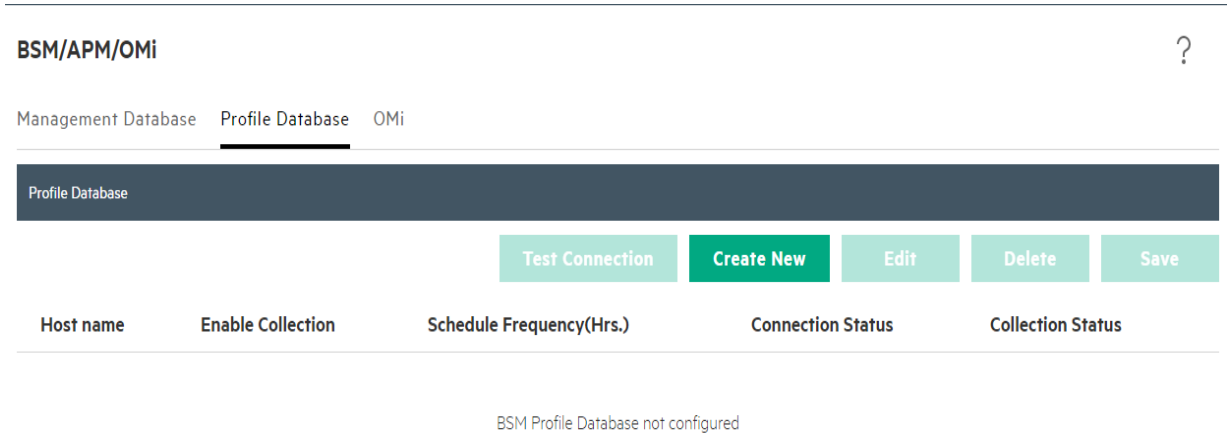 BSM/APM/OMi
?
Management Database Profile Database OMi
Profile Database
Test Connection Create New Edit Delete Save
Host name Enable Collection Schedule Frequency(Hrs.) Connection Status Collection Status
BSM Profile Database not configured